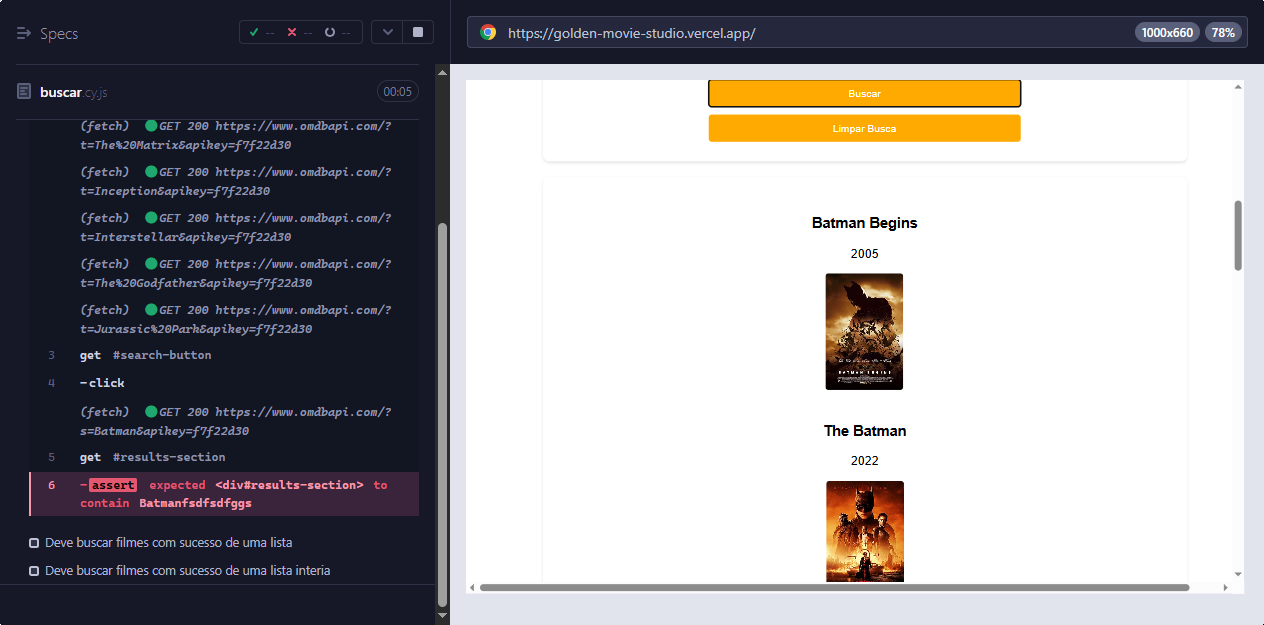 Specs
-- -- --
https://golden-movie-studio.vercel.app/
1000x660
78%
buscar.cy.js
00:05
(fetch) GET 200 https://www.omdbapi.com/?
t=The%20Matrix&apikey=f7f22d30
(fetch) GET 200 https://www.omdbapi.com/?
t=Inception&apikey=f7f22d30
(fetch) GET 200 https://www.omdbapi.com/?
t=Interstellar&apikey=f7f22d30
(fetch) GET 200 https://www.omdbapi.com/?
t=The%20Godfather&apikey=f7f22d30
(fetch) GET 200 https://www.omdbapi.com/?
t=Jurassic%20Park&apikey=f7f22d30
3 get #search-button
4 -click
(fetch) GET 200 https://www.omdbapi.com/?
s=Batman&apikey=f7f22d30
5 get #results-section
6 -assert expected <div#results-section> to
contain Batmanfsdfsdfggs
Deve buscar filmes com sucesso de uma lista
Deve buscar filmes com sucesso de uma lista interia
Buscar
Limpar Busca
Batman Begins
2005
BATMAN BEGINS
The Batman
2022